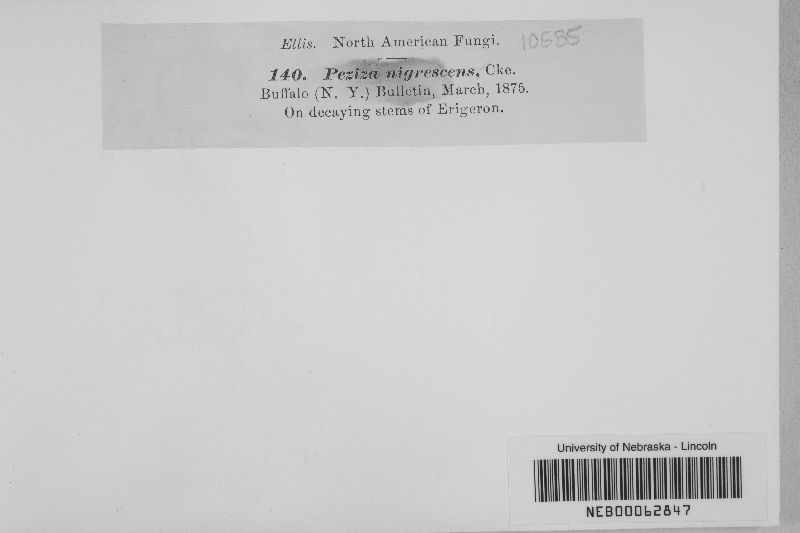 Ellis. North American Fungi.
10585
140. Peziza nigrescens, Cke.
Buffalo (N. Y.) Bulletin, March, 1875.
On decaying stems of Erigeron.
University of Nebraska - Lincoln
NEB00062847